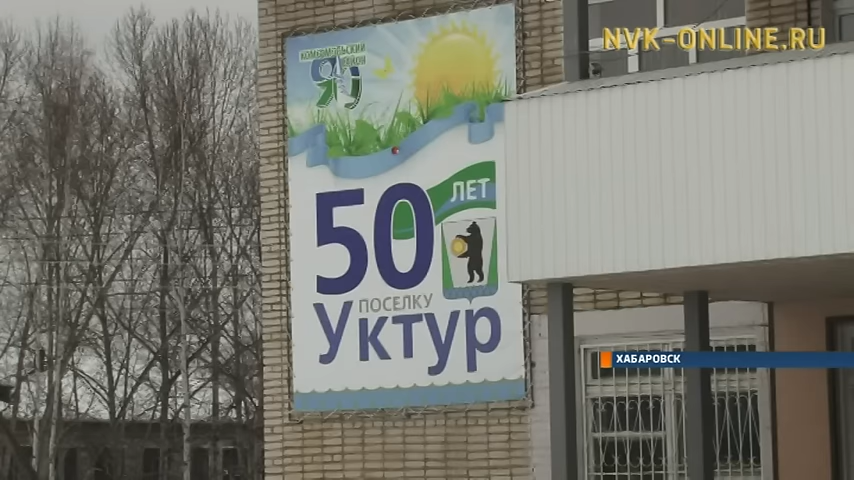 NVK-ONLINE.RU
КОМСОМОЛЬСКИЙ
РАЙОН
50 ЛЕТ
ПОСЕЛКУ
Уктур
ХАБАРОВСК